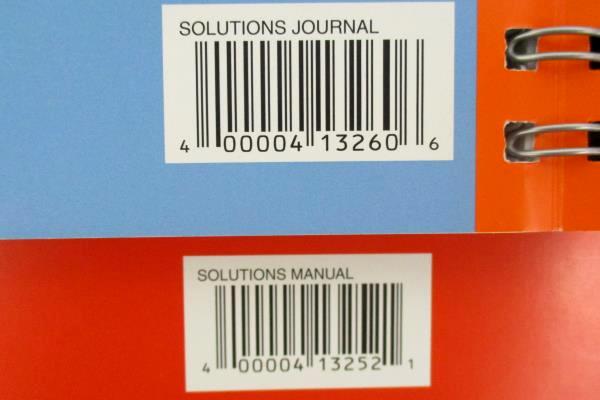 SOLUTIONS JOURNAL
4 00004 13260 6
SOLUTIONS MANUAL
4 00004 13252 1